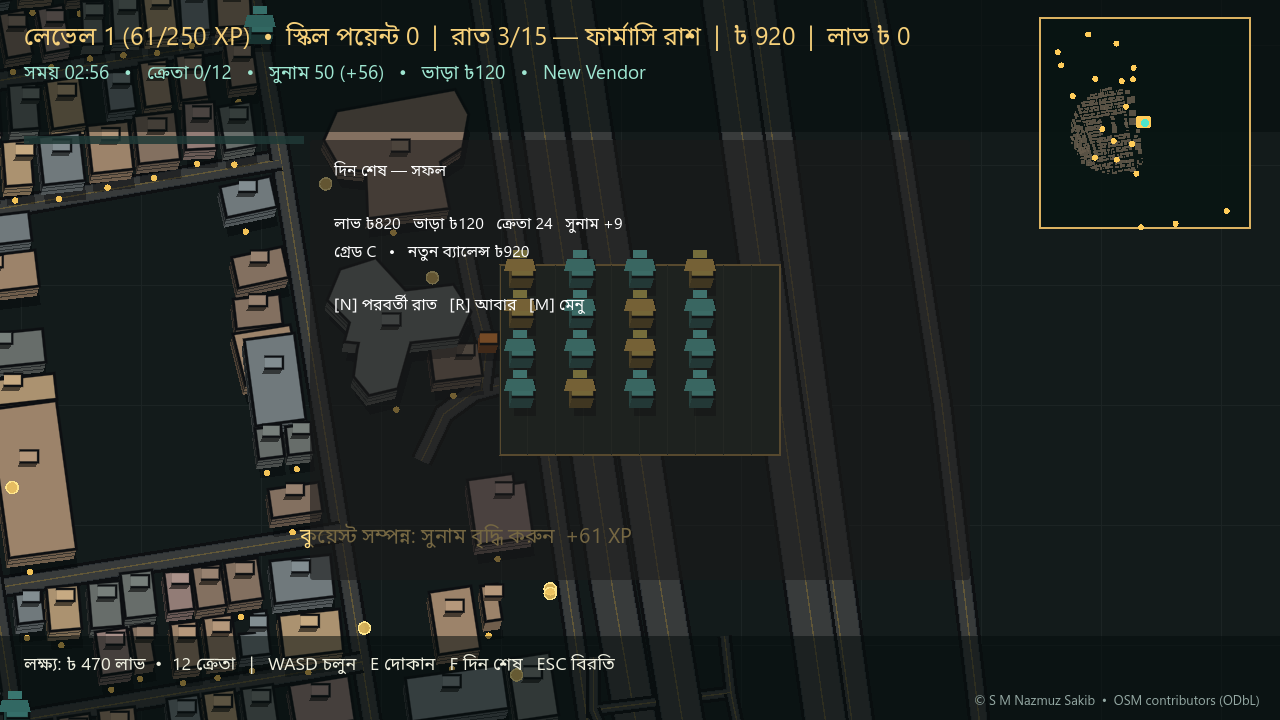 লেভেল 1 (61/250 XP) • স্কিল পয়েন্ট 0 | রাত 3/15 — ফার্মাসি রাশ | ৳ 920 | লাভ ৳ 0
সময় 02:56 • ক্রেতা 0/12 • সুনাম 50 (+56) • ভাড়া ৳120 • New Vendor
দিন শেষ — সফল
লাভ ৳820 ভাড়া ৳120 ক্রেতা 24 সুনাম +9
গ্রেড C • নতুন ব্যালেন্স ৳920
[N] পরবর্তী রাত [R] আবার [M] মেনু
কুয়েস্ট সম্পন্ন: সুনাম বৃদ্ধি করুন +61 XP
লক্ষ্য: ৳ 470 লাভ • 12 ক্রেতা | WASD চলুন E দোকান F দিন শেষ ESC বিরতি
© S M Nazmuz Sakib • OSM contributors (ODbL)